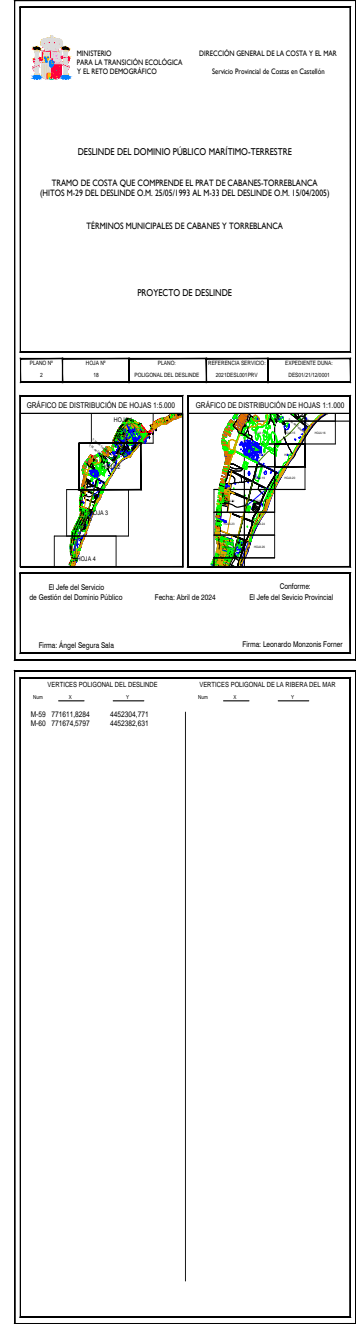 MINISTERIO
PARA LA TRANSICIÓN ECOLÓGICA
Y EL RETO DEMOGRÁFICO
DIRECCIÓN GENERAL DE LA COSTA Y EL MAR
Servicio Provincial de Costas en Castellón
DESLINDE DEL DOMINIO PÚBLICO MARÍTIMO-TERRESTRE
TRAMO DE COSTA QUE COMPRENDE EL PRAT DE CABANES-TORREBLANCA
(HITOS M-29 DEL DESLINDE O.M. 25/05/1993 AL M-33 DEL DESLINDE O.M. 15/04/2005)
TÉRMINOS MUNICIPALES DE CABANES Y TORREBLANCA
PROYECTO DE DESLINDE
PLANO Nº HOJA Nº PLANO: REFERENCIA SERVICIO: EXPEDIENTE DUNA:
2 18 POLIGONAL DEL DESLINDE 2021DESL001PRV DES01/21/12/0001
GRÁFICO DE DISTRIBUCIÓN DE HOJAS 1:5.000
GRÁFICO DE DISTRIBUCIÓN DE HOJAS 1:1.000
HOJA 3
HOJA 4
El Jefe del Servicio
de Gestión del Dominio Público
Fecha: Abril de 2024
Conforme:
El Jefe del Sevicio Provincial
Firma: Ángel Segura Sala
Firma: Leonardo Monzonis Forner
VERTICES POLIGONAL DEL DESLINDE
Num X Y
M-59 771611,8284 4452304,771
M-60 771674,5797 4452382,631
VERTICES POLIGONAL DE LA RIBERA DEL MAR
Num X Y